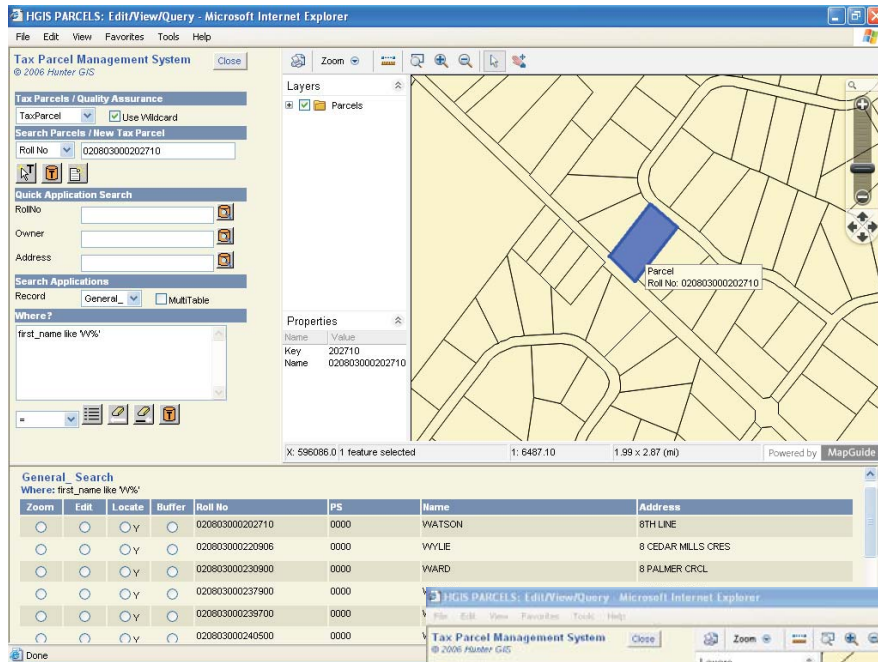 HGIS PARCELS: Edit/View/Query - Microsoft Internet Explorer
File Edit View Favorites Tools Help
Tax Parcel Management System Close
© 2006 Hunter GIS
Zoom
Tax Parcels / Quality Assurance
TaxParcel Use Wildcard
Search Parcels / New Tax Parcel
Roll No 020803000202710
Quick Application Search
RollNo
Owner
Address
Search Applications
Record General_ MultiTable
Where?
first_name like 'W%'
=
Layers
Parcels
Properties
Name Value
Key 202710
Name 020803000202710
Parcel
Roll No: 020803000202710
X: 596086.0 1 feature selected 1: 6487.10 1.99 x 2.87 (mi) Powered by MapGuide
General_ Search
Where: first_name like 'W%'
Zoom Edit Locate Buffer Roll No PS Name Address
Y 020803000202710 0000 WATSON 8TH LINE
Y 020803000220906 0000 WYLIE 8 CEDAR MILLS CRES
Y 020803000230900 0000 WARD 8 PALMER CRCL
Y 020803000237900 0000
Y 020803000239700 0000
Y 020803000240500 0000
HGIS PARCELS: Edit/View/Query - Microsoft Internet Explorer
File Edit View Favorites Tools Help
Tax Parcel Management System Close
© 2006 Hunter GIS
Zoom
Done